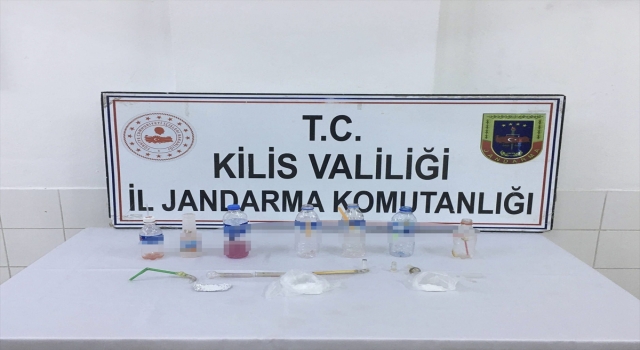 T.C.
KİLİS VALİLİĞİ
İL JANDARMA KOMUTANLIĞI